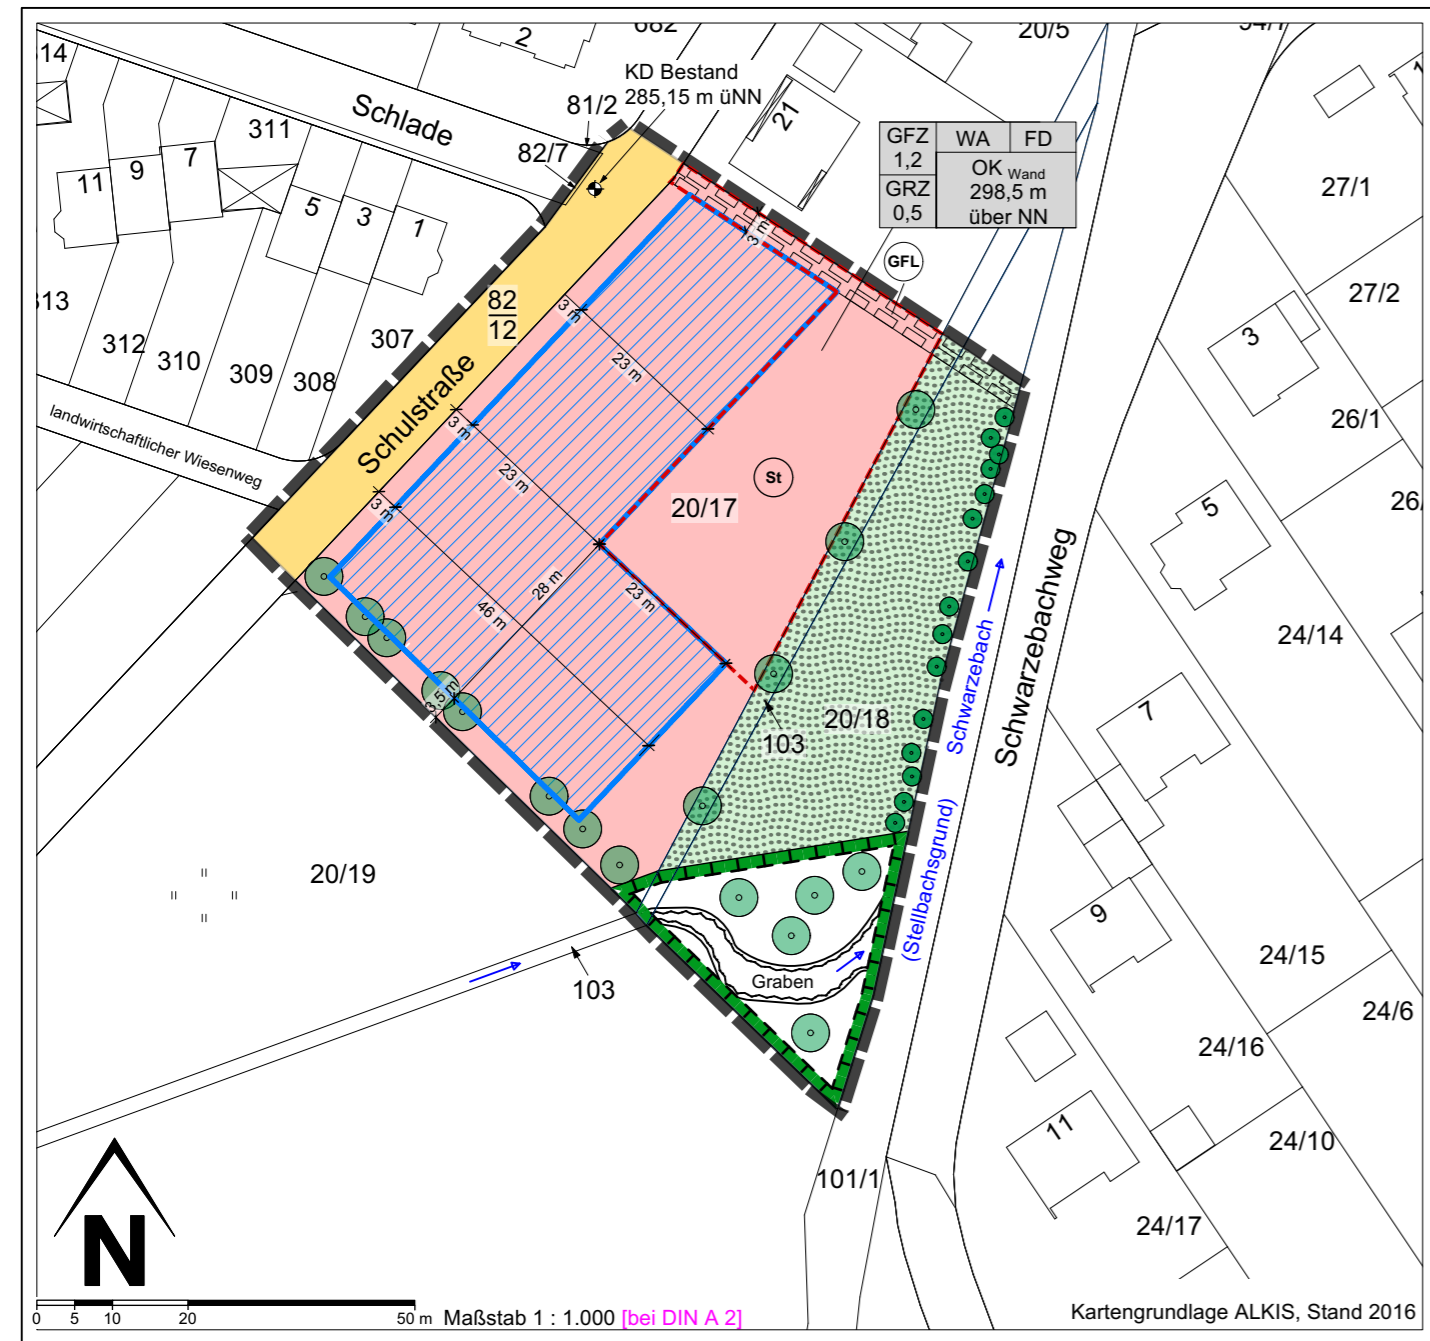 14
2
682
20/5
KD Bestand
285,15 m üNN
81/2
Schlade
311
82/7
21
11
9
7
5
3
1
GFZ
1,2
WA
FD
GRZ
0,5
OK Wand
298,5 m
über NN
GFL
27/1
27/2
313
312
310
309
308
307
82
12
3 m
3 m
23 m
3
26/1
landwirtschaftlicher Wiesenweg
Schulstraße
3 m
23 m
3 m
St
20/17
5
26
28 m
23 m
46 m
3,5 m
Schwarzebach
Schwarzebachweg
24/14
20/18
103
7
(Stellbachsgrund)
20/19
9
Graben
103
24/15
24/6
24/16
11
24/10
101/1
24/17
N
0
5
10
20
50 m
Maßstab 1 : 1.000 [bei DIN A 2]
Kartengrundlage ALKIS, Stand 2016